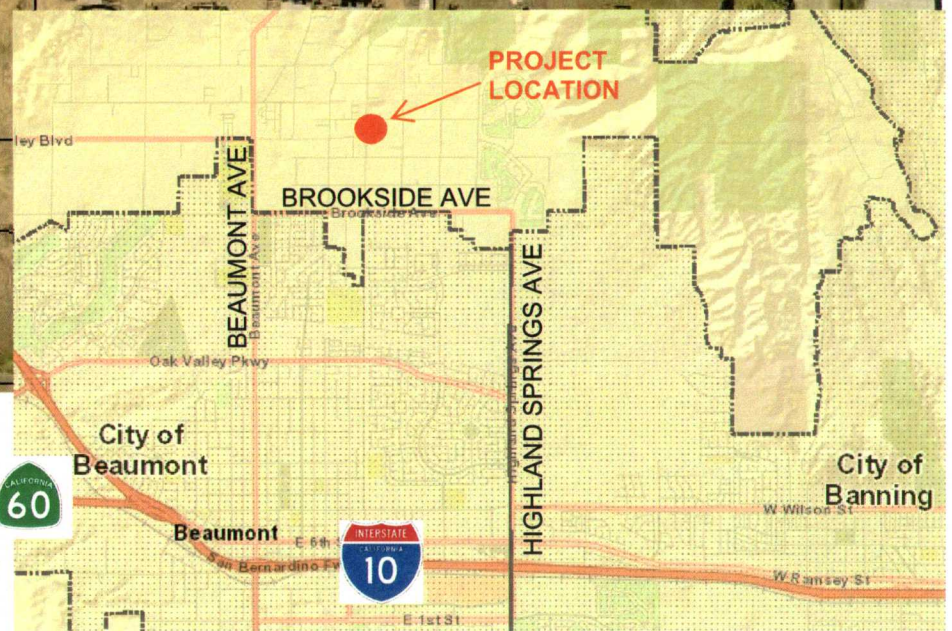 PROJECT
LOCATION
ley Blvd
BEAUMONT AVE
Beaumont Ave
BROOKSIDE AVE
Brookside Ave
HIGHLAND SPRINGS AVE
Highland Springs Ave
Oak Valley Pkwy
City of
Beaumont
City of
Banning
CALIFORNIA
60
W Wilson St
Beaumont
E 6th S
INTERSTATE
CALIFORNIA
10
San Bernardino Fw
W Ramsey St
E 1st St